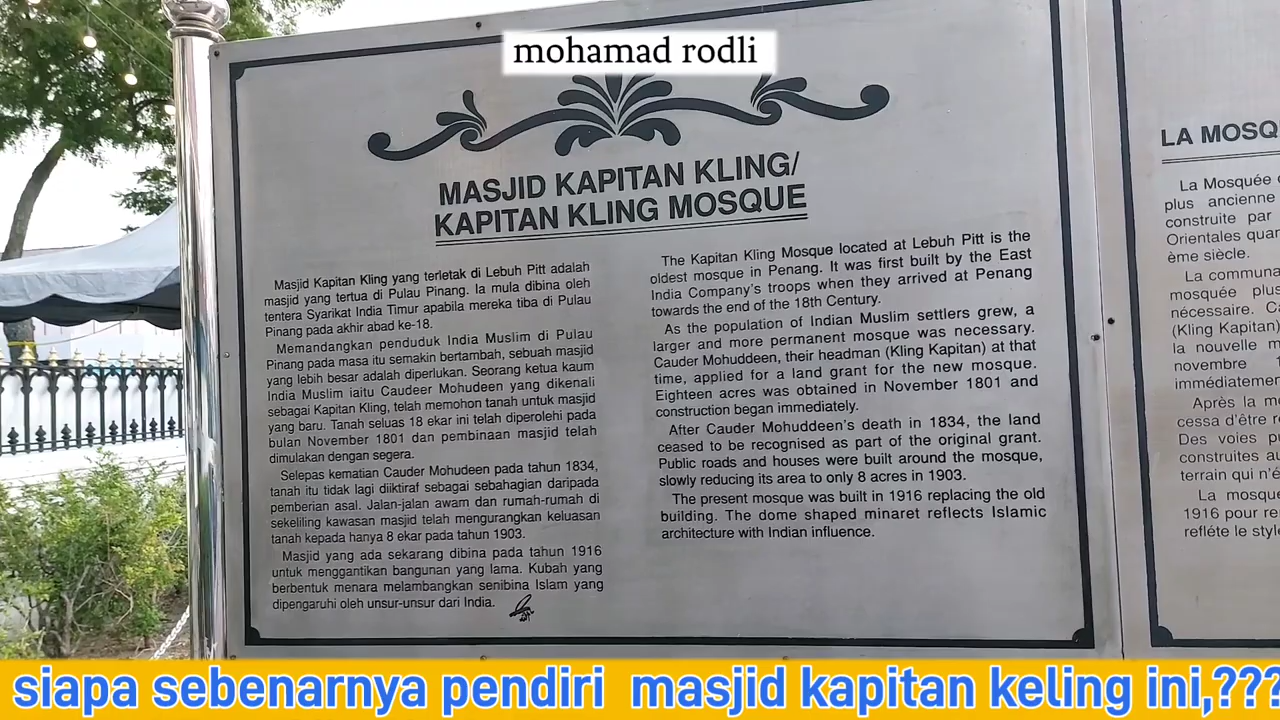 mohamad rodli
MASJID KAPITAN KLING/
KAPITAN KLING MOSQUE
Masjid Kapitan Kling yang terletak di Lebuh Pitt adalah
masjid yang tertua di Pulau Pinang. Ia mula dibina oleh
tentera Syarikat India Timur apabila mereka tiba di Pulau
Pinang pada akhir abad ke-18.
Memandangkan penduduk India Muslim di Pulau
Pinang pada masa itu semakin bertambah, sebuah masjid
yang lebih besar adalah diperlukan. Seorang ketua kaum
India Muslim iaitu Caudeer Mohudeen yang dikenali
sebagai Kapitan Kling, telah memohon tanah untuk masjid
yang baru. Tanah seluas 18 ekar ini telah diperolehi pada
bulan November 1801 dan pembinaan masjid telah
dimulakan dengan segera.
Selepas kematian Cauder Mohudeen pada tahun 1834,
tanah itu tidak lagi diiktiraf sebagai sebahagian daripada
pemberian asal. Jalan-jalan awam dan rumah-rumah di
sekeliling kawasan masjid telah mengurangkan keluasan
tanah kepada hanya 8 ekar pada tahun 1903.
Masjid yang ada sekarang dibina pada tahun 1916
untuk menggantikan bangunan yang lama. Kubah yang
berbentuk menara melambangkan senibina Islam yang
dipengaruhi oleh unsur-unsur dari India.
The Kapitan Kling Mosque located at Lebuh Pitt is the
oldest mosque in Penang. It was first built by the East
India Company's troops when they arrived at Penang
towards the end of the 18th Century.
As the population of Indian Muslim settlers grew, a
larger and more permanent mosque was necessary.
Cauder Mohuddeen, their headman (Kling Kapitan) at that
time, applied for a land grant for the new mosque.
Eighteen acres was obtained in November 1801 and
construction began immediately.
After Cauder Mohuddeen's death in 1834, the land
ceased to be recognised as part of the original grant.
Public roads and houses were built around the mosque,
slowly reducing its area to only 8 acres in 1903.
The present mosque was built in 1916 replacing the old
building. The dome shaped minaret reflects Islamic
architecture with Indian influence.
LA MOSQ
La Mosquée
plus ancienne
construite par
Orientales quan
ème siècle.
La communa
mosquée plus
nécessaire.
(Kling Kapitan)
la nouvelle m
novembre
immédiatemen
Après la m
cessa d'être r
Des voies p
construites au
terrain qui n'é
La mosqu
1916 pour re
refléte le style
siapa sebenarnya pendiri masjid kapitan keling ini,???